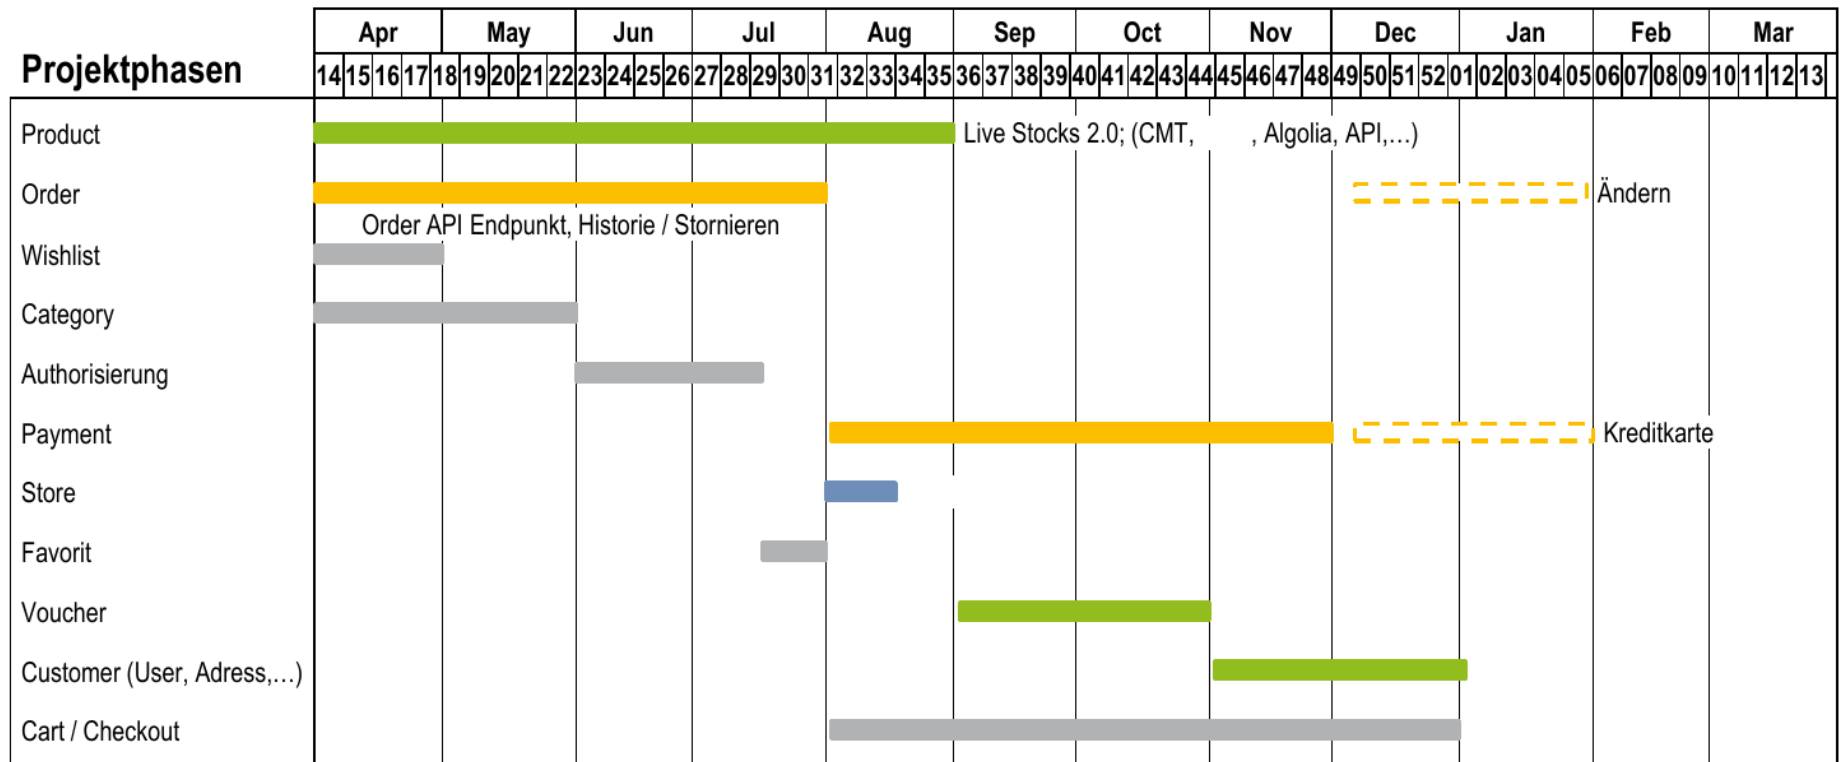 Apr May Jun Jul Aug Sep Oct Nov Dec Jan Feb Mar
Projektphasen
14 15 16 17 18 19 20 21 22 23 24 25 26 27 28 29 30 31 32 33 34 35 36 37 38 39 40 41 42 43 44 45 46 47 48 49 50 51 52 01 02 03 04 05 06 07 08 09 10 11 12 13
Product Live Stocks 2.0; (CMT, , Algolia, API,...)
Order Ändern
Order API Endpunkt, Historie / Stornieren
Wishlist
Category
Authorisierung
Payment Kreditkarte
Store
Favorit
Voucher
Customer (User, Adress,...)
Cart / Checkout